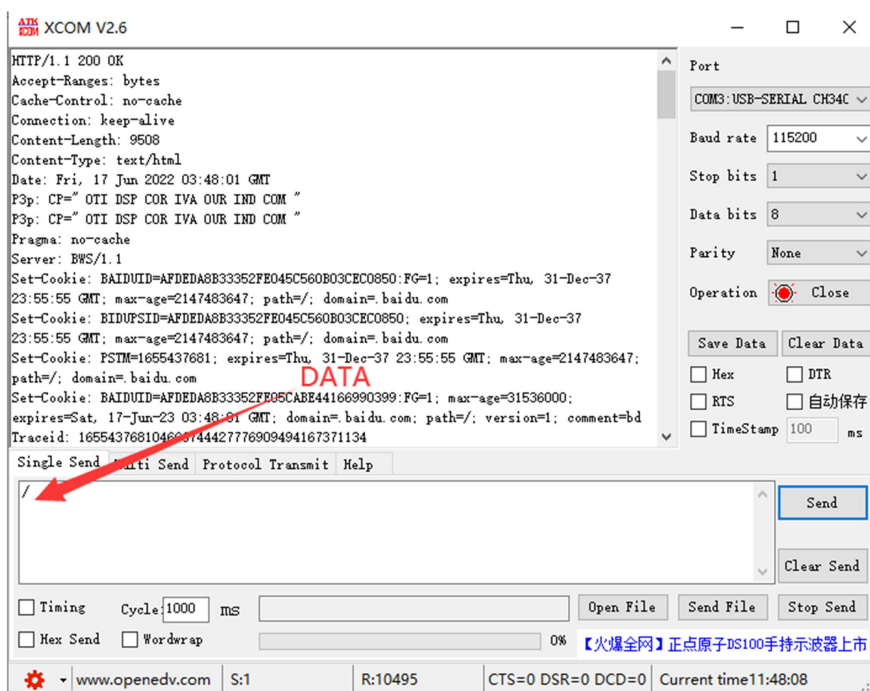 ATK
XCOM XCOM V2.6
HTTP/1.1 200 OK
Accept-Ranges: bytes
Cache-Control: no-cache
Connection: keep-alive
Content-Length: 9508
Content-Type: text/html
Date: Fri, 17 Jun 2022 03:48:01 GMT
P3p: CP=" OTI DSP COR IVA OUR IND COM "
P3p: CP=" OTI DSP COR IVA OUR IND COM "
Pragma: no-cache
Server: BWS/1.1
Set-Cookie: BAIDUID=AFDEDA8B33352FE045C560B03CEC0850:FG=1; expires=Thu, 31-Dec-37
23:55:55 GMT; max-age=2147483647; path=/; domain=.baidu.com
Set-Cookie: BIDUPSID=AFDEDA8B33352FE045C560B03CEC0850; expires=Thu, 31-Dec-37
23:55:55 GMT; max-age=2147483647; path=/; domain=.baidu.com
Set-Cookie: PSTM=1655437681; expires=Thu, 31-Dec-37 23:55:55 GMT; max-age=2147483647;
path=/; domain=.baidu.com
DATA
Set-Cookie: BAIDUID=AFDEDA8B33352FE05CABE44166990399:FG=1; max-age=31536000;
expires=Sat, 17-Jun-23 03:48:01 GMT; domain=.baidu.com; path=/; version=1; comment=bd
Traceid:
Port
COM3:USB-SERIAL CH34C
Baud rate 115200
Stop bits 1
Data bits 8
Parity None
Operation Close
Save Data Clear Data
Hex DTR
RTS 自动保存
TimeStamp 100 ms
Single Send Multi Send Protocol Transmit Help
/
Send
Clear Send
Timing Cycle: 1000 ms Open File Send File Stop Send
Hex Send Wordwrap 0% 【火爆全网】正点原子DS100手持示波器上市
www.openedv.com S:1 R:10495 CTS=0 DSR=0 DCD=0 Current time11:48:08